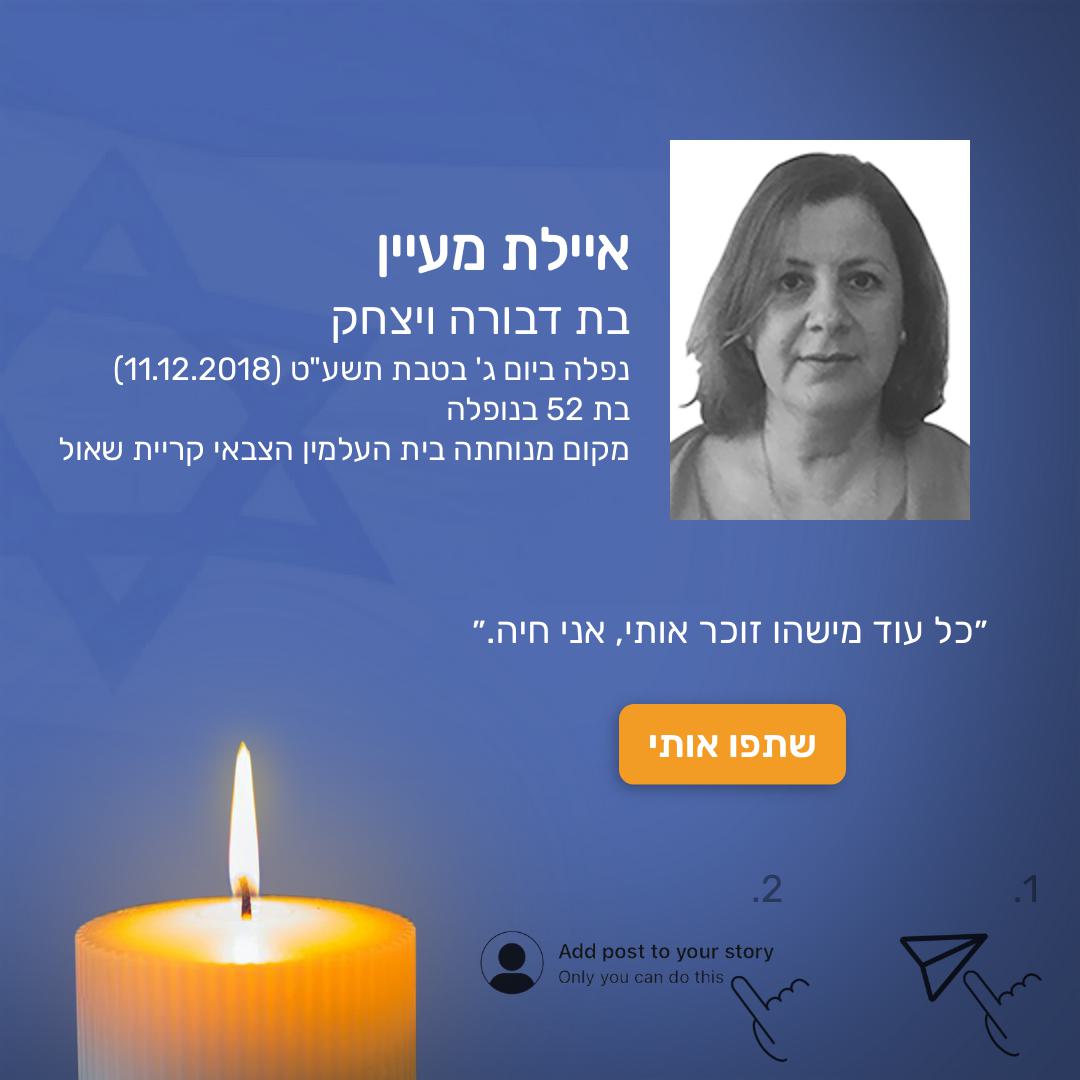 איילת מעיין
בת דבורה ויצחק
נפלה ביום ג' בטבת תשע"ט (11.12.2018)
בת 52 בנופלה
מקום מנוחתה בית העלמין הצבאי קריית שאול
״כל עוד מישהו זוכר אותי, אני חיה.״
שתפו אותי
1.
2.
Add post to your story
Only you can do this